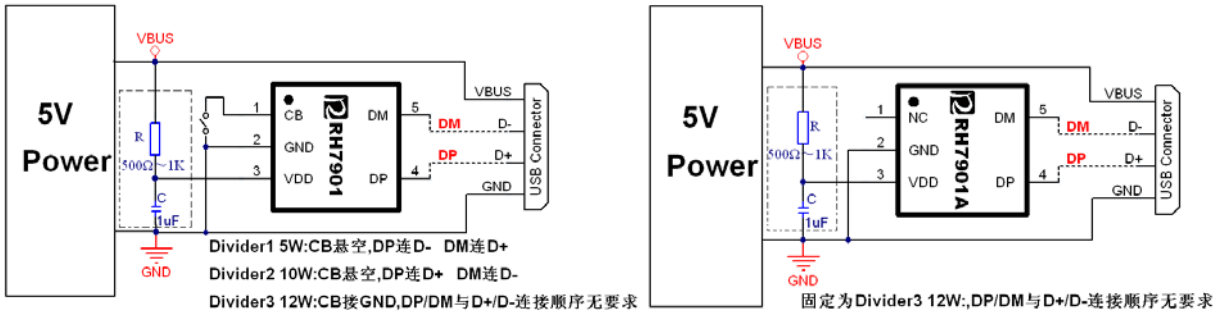 5V
Power
VBUS
R
500Ω~1K
C
1uF
GND
1
CB
2
GND
3
VDD
RH7901
DM
5
DP
4
DM
DP
VBUS
D-
D+
GND
USB Connector
Divider1 5W:CB悬空,DP连D- DM连D+
Divider2 10W:CB悬空,DP连D+ DM连D-
Divider3 12W:CB接GND,DP/DM与D+/D-连接顺序无要求
5V
Power
VBUS
R
500Ω~1K
C
1uF
GND
1
NC
2
GND
3
VDD
RH7901A
DM
5
DP
4
DM
DP
VBUS
D-
D+
GND
USB Connector
固定为Divider3 12W:,DP/DM与D+/D-连接顺序无要求